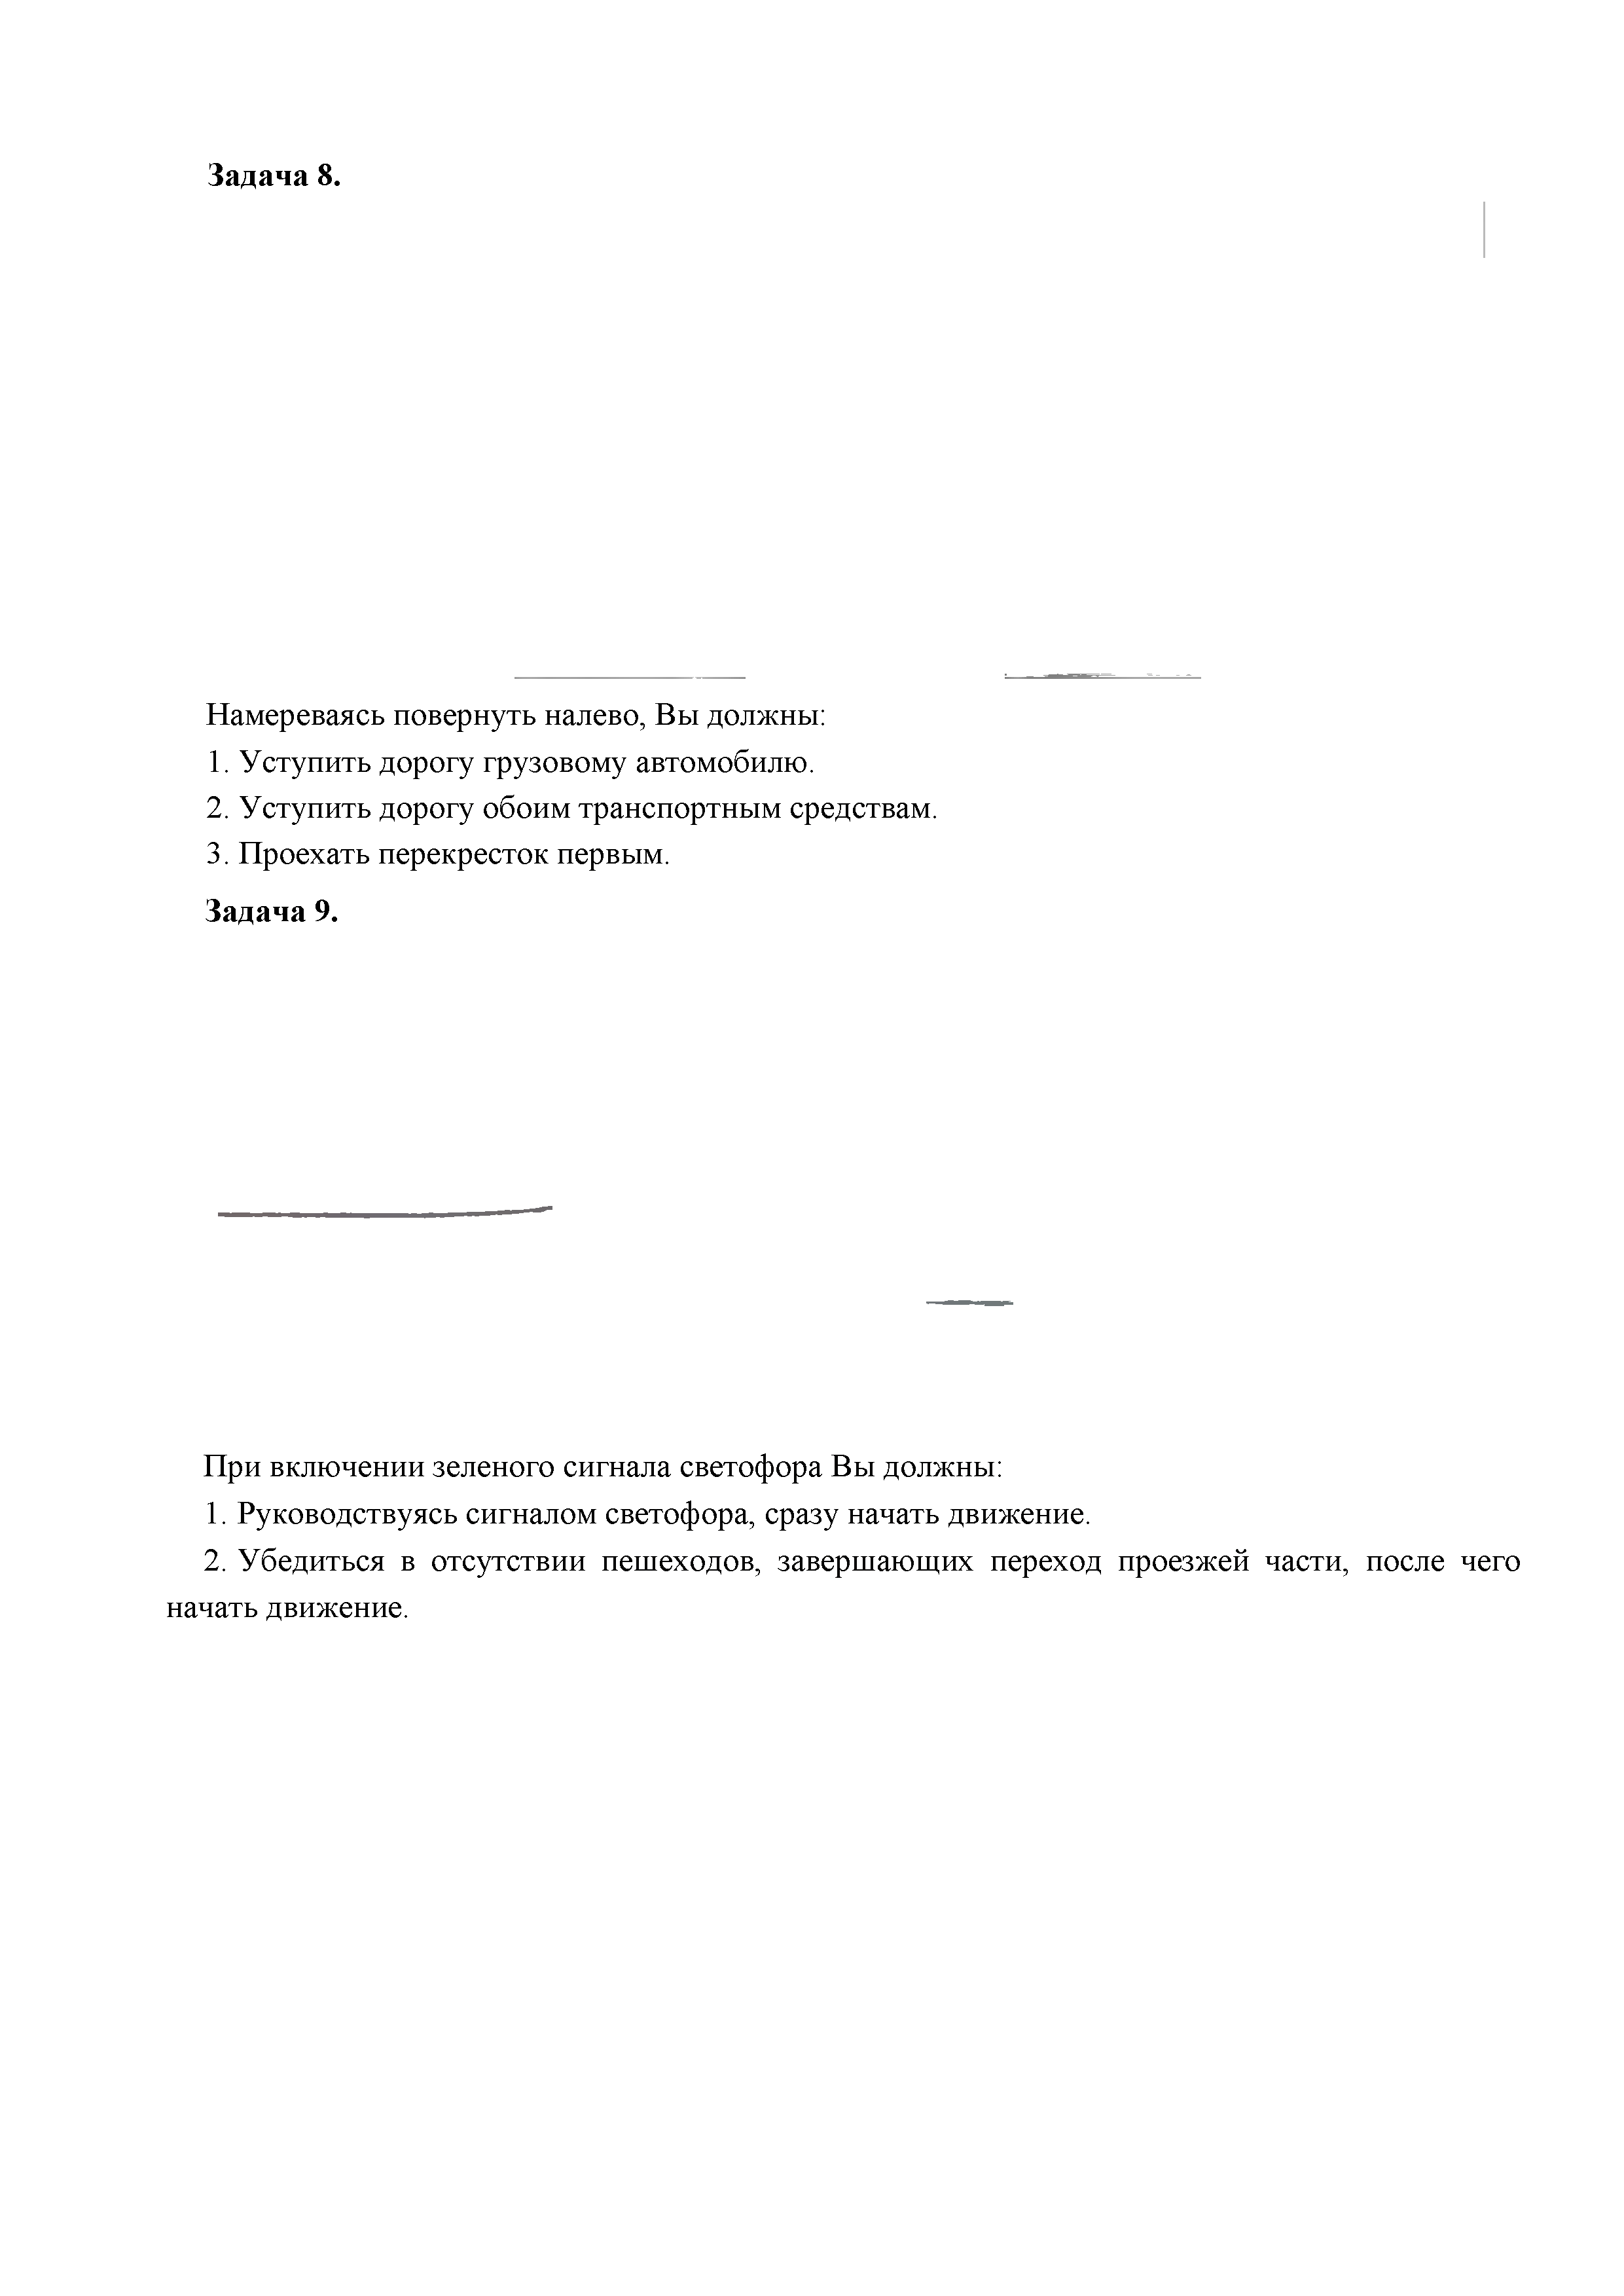 Задача 8.
Намереваясь повернуть налево, Вы должны:
1. Уступить дорогу грузовому автомобилю.
2. Уступить дорогу обоим транспортным средствам.
3. Проехать перекресток первым.
Задача 9.
При включении зеленого сигнала светофора Вы должны:
1. Руководствуясь сигналом светофора, сразу начать движение.
2. Убедиться в отсутствии пешеходов, завершающих переход проезжей части, после чего
начать движение.